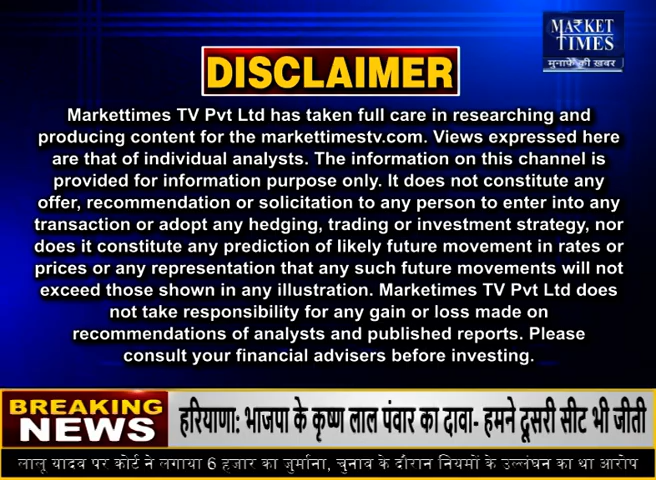 MARKET
TIMES
मुनाफे की ख़बर
DISCLAIMER
Markettimes TV Pvt Ltd has taken full care in researching and
producing content for the markettimestv.com. Views expressed here
are that of individual analysts. The information on this channel is
provided for information purpose only. It does not constitute any
offer, recommendation or solicitation to any person to enter into any
transaction or adopt any hedging, trading or investment strategy, nor
does it constitute any prediction of likely future movement in rates or
prices or any representation that any such future movements will not
exceed those shown in any illustration. Marketimes TV Pvt Ltd does
not take responsibility for any gain or loss made on
recommendations of analysts and published reports. Please
consult your financial advisers before investing.
BREAKING
NEWS
हरियाणा: भाजपा के कृष्ण लाल पंवार का दावा- हमने दूसरी सीट भी जीती
लालू यादव पर कोर्ट ने लगाया 6 हजार का जुर्माना, चुनाव के दौरान नियमों के उल्लंघन का था आरोप